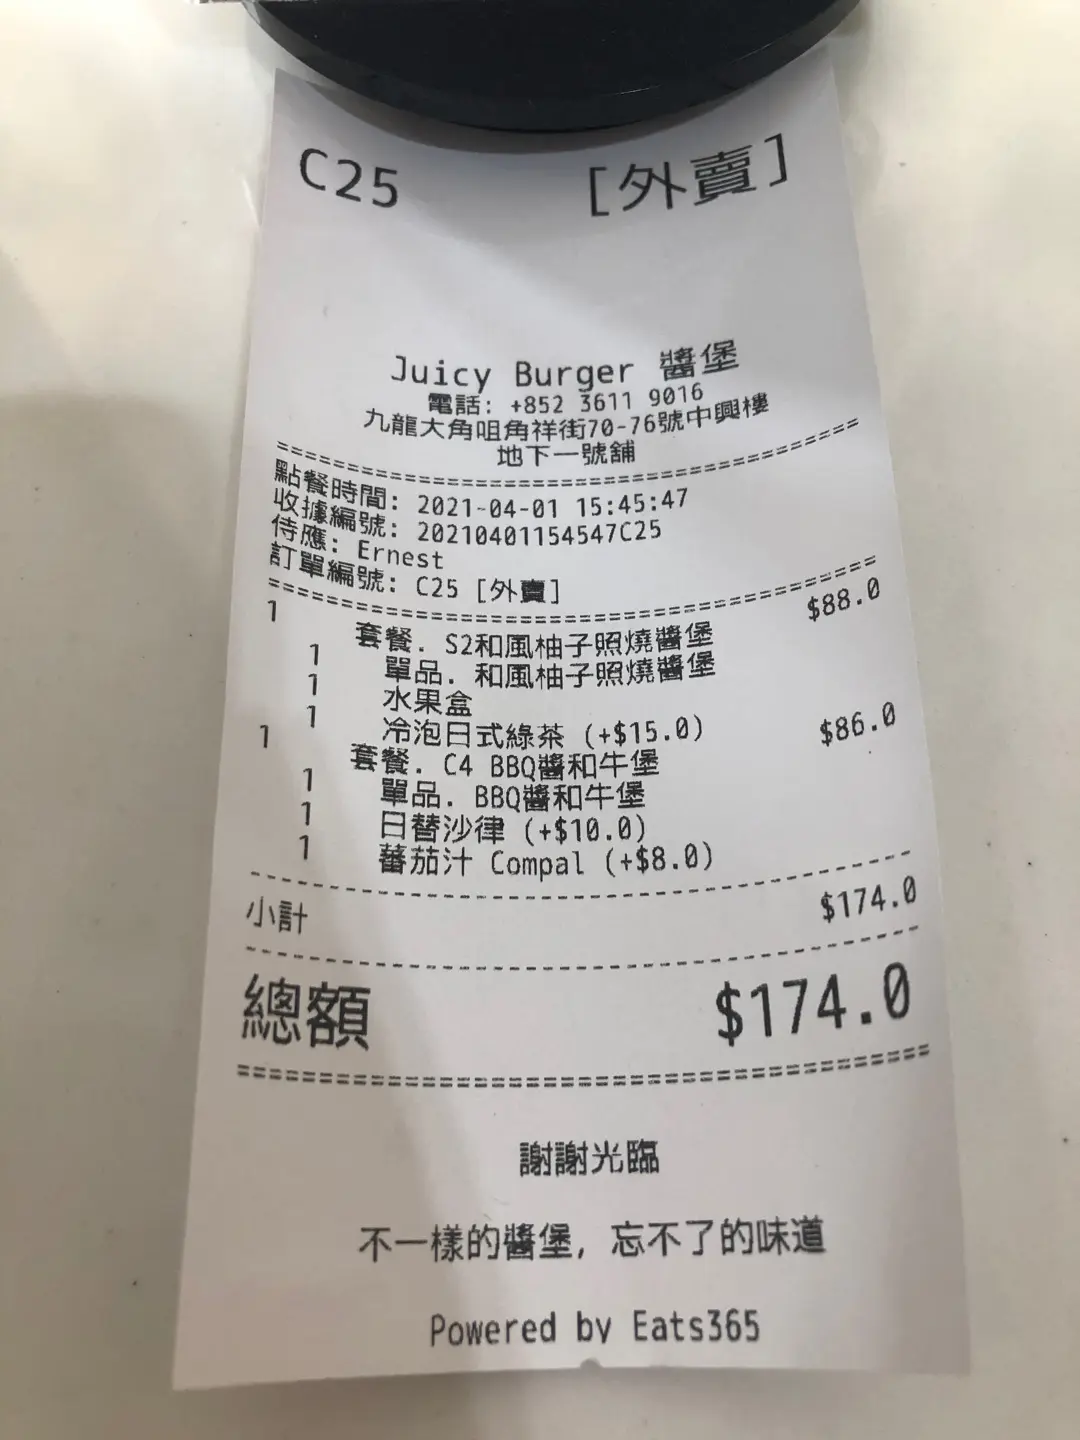 C25 [外賣]
Juicy Burger 醬堡
電話: +852 3611 9016
九龍大角咀角祥街70-76號中興樓
地下一號舖
點餐時間: 2021-04-01 15:45:47
收據編號: 20210401154547C25
侍應: Ernest
訂單編號: C25 [外賣]
1 套餐. S2和風柚子照燒醬堡 $88.0
1 單品. 和風柚子照燒醬堡
1 水果盒
1 冷泡日式綠茶 (+$15.0)
1 套餐. C4 BBQ醬和牛堡 $86.0
1 單品. BBQ醬和牛堡
1 日替沙律 (+$10.0)
1 蕃茄汁 Compal (+$8.0)
小計 $174.0
總額 $174.0
謝謝光臨
不一樣的醬堡, 忘不了的味道
Powered by Eats365